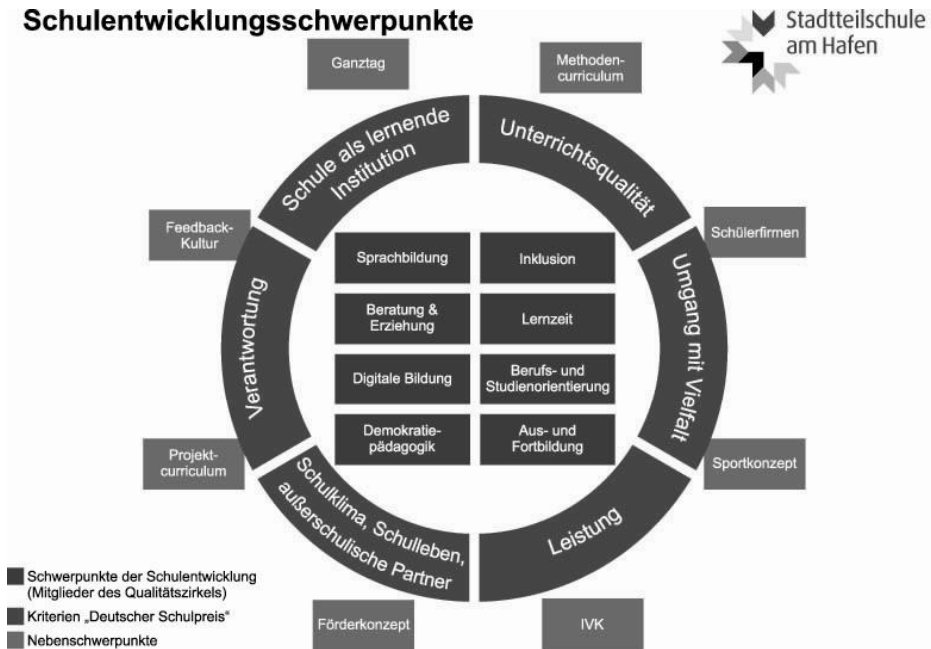 Schulentwicklungsschwerpunkte
Stadtteilschule
am Hafen
Ganztag
Methoden-
curriculum
Schule als lernende
Institution
Unterrichtsqualität
Feedback-
Kultur
Schülerfirmen
Sprachbildung
Inklusion
Beratung &
Erziehung
Lernzeit
Verantwortung
Umgang mit Vielfalt
Digitale Bildung
Berufs- und
Studienorientierung
Demokratie-
pädagogik
Aus- und
Fortbildung
Projekt-
curriculum
Sportkonzept
Schulklima, Schulleben,
außerschulische Partner
Leistung
Förderkonzept
IVK
Schwerpunkte der Schulentwicklung
(Mitglieder des Qualitätszirkels)
Kriterien „Deutscher Schulpreis“
Nebenschwerpunkte